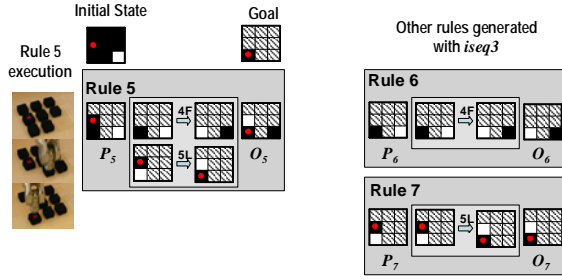 Initial State
Goal
Rule 5
execution
Rule 5
4F
5L
P5
O5
Other rules generated
with iseq3
Rule 6
4F
P6
O6
Rule 7
5L
P7
O7